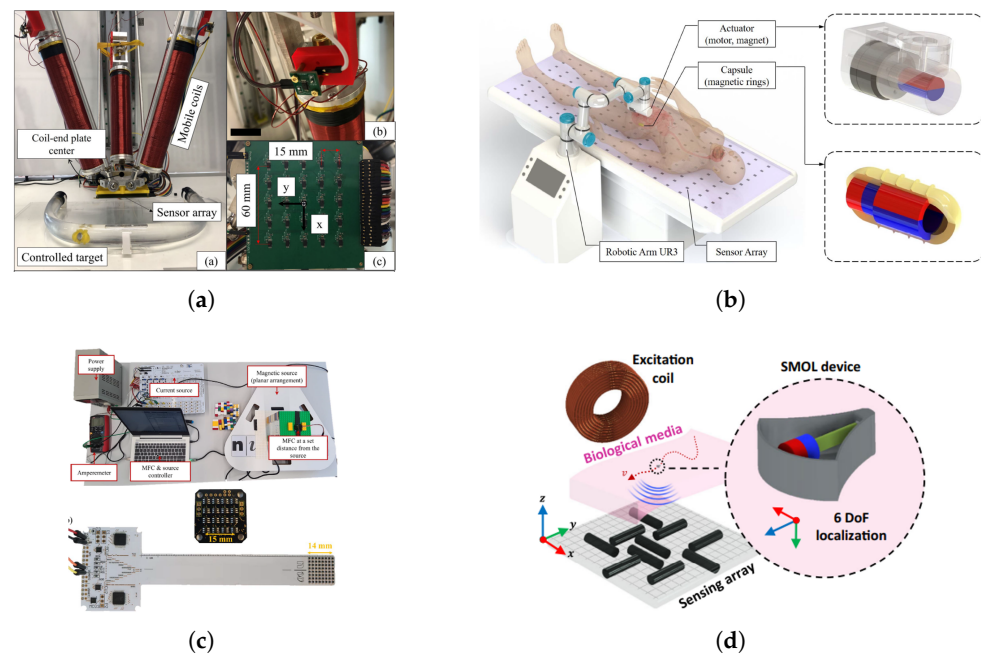 Coil-end plate
center
Mobile coils
Sensor array
Controlled target
(a)
(b)
15 mm
60 mm
y
x
(c)
(a)
Actuator
(motor, magnet)
Capsule
(magnetic rings)
Robotic Arm UR3
Sensor Array
(b)
Power
supply
Current source
Magnetic source
(planar arrangement)
MFC at a set
distance from the
source
Amperemeter
MFC & source
controller
15 mm
14 mm
(c)
Excitation
coil
SMOL device
Biological media
v
z
y
x
6 DoF
localization
Sensing array
(d)